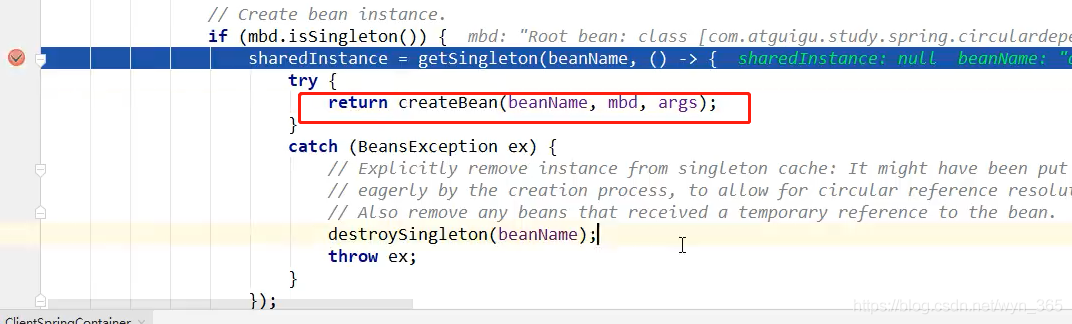 // Create bean instance.
if (mbd.isSingleton()) { mbd: "Root bean: class [com.atguigu.study.spring.circulardepe
sharedInstance = getSingleton(beanName, () -> { sharedInstance: null beanName: "
try {
return createBean(beanName, mbd, args);
}
catch (BeansException ex) {
// Explicitly remove instance from singleton cache: It might have been put
// eagerly by the creation process, to allow for circular reference resolut
// Also remove any beans that received a temporary reference to the bean.
destroySingleton(beanName);
throw ex;
}
});
https://blog.csdn.net/wyn_365
ClientSpringContainer